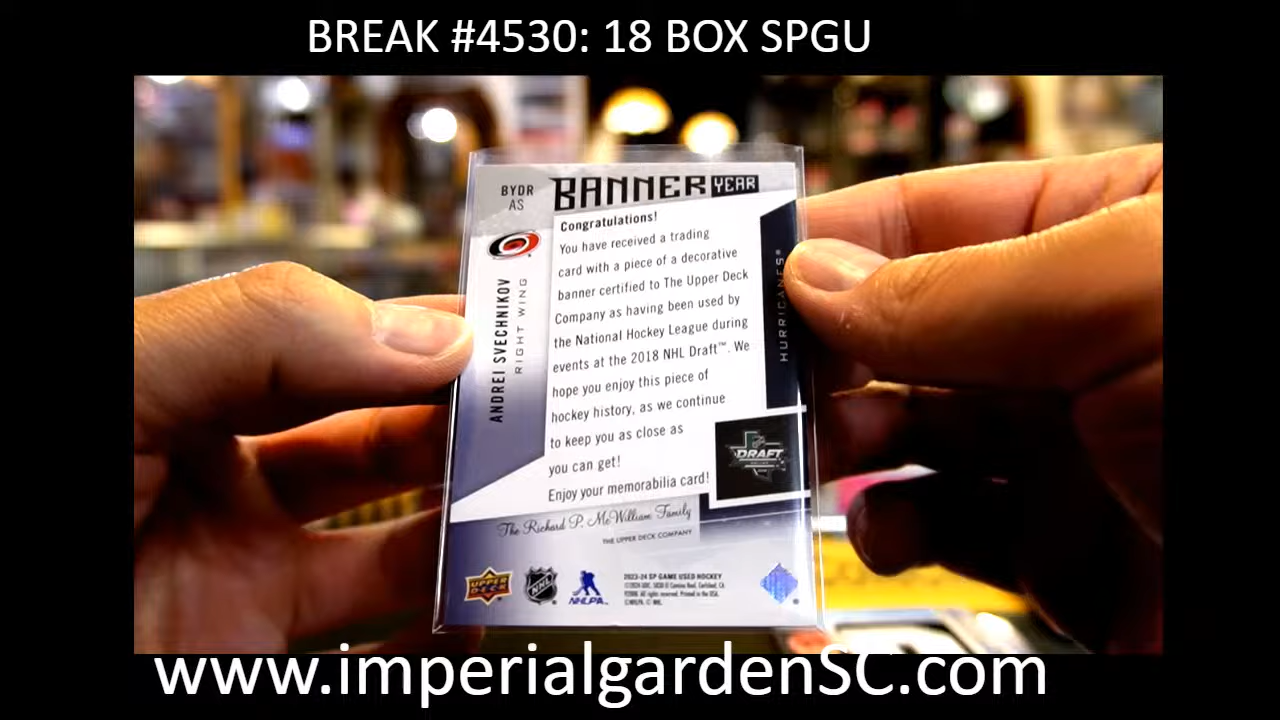 BREAK #4530: 18 BOX SPGU
BYDR
AS
BANNER YEAR
Congratulations!
You have received a trading
card with a piece of a decorative
banner certified to The Upper Deck
Company as having been used by
the National Hockey League during
events at the 2018 NHL Draft™. We
hope you enjoy this piece of
hockey history, as we continue
to keep you as close as
you can get!
Enjoy your memorabilia card!
ANDREI SVECHNIKOV
RIGHT WING
HURRICANES®
DRAFT
The Richard P. McWilliam Family
THE UPPER DECK COMPANY
UPPER DECK
NHL
NHLPA
2023-24 SP GAME USED HOCKEY
www.imperialgardenSC.com